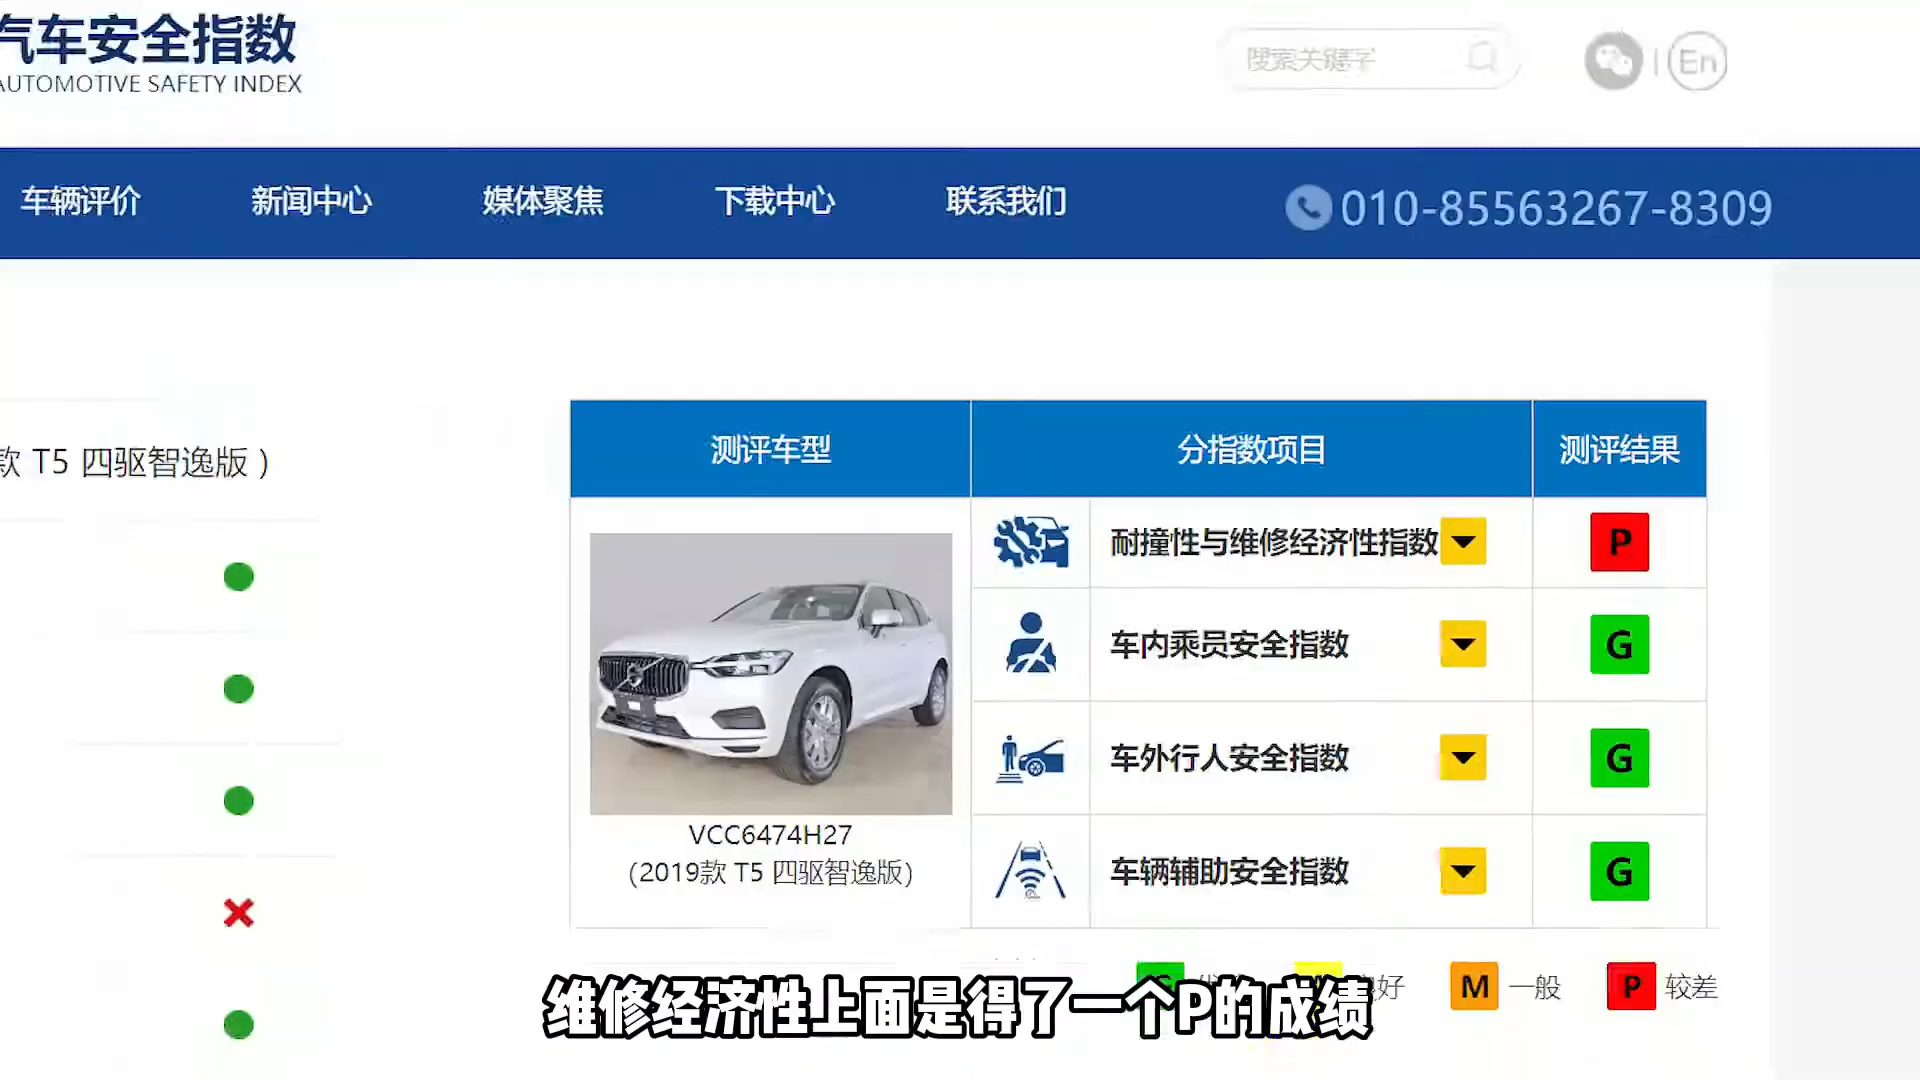 汽车安全指数
AUTOMOTIVE SAFETY INDEX
搜索关键字
En
车辆评价
新闻中心
媒体聚焦
下载中心
联系我们
010-85563267-8309
款 T5 四驱智逸版 )
测评车型
分指数项目
测评结果
耐撞性与维修经济性指数
P
车内乘员安全指数
G
车外行人安全指数
G
车辆辅助安全指数
G
VCC6474H27
(2019款 T5 四驱智逸版)
良好
M 一般
P 较差
维修经济性上面是得了一个P的成绩